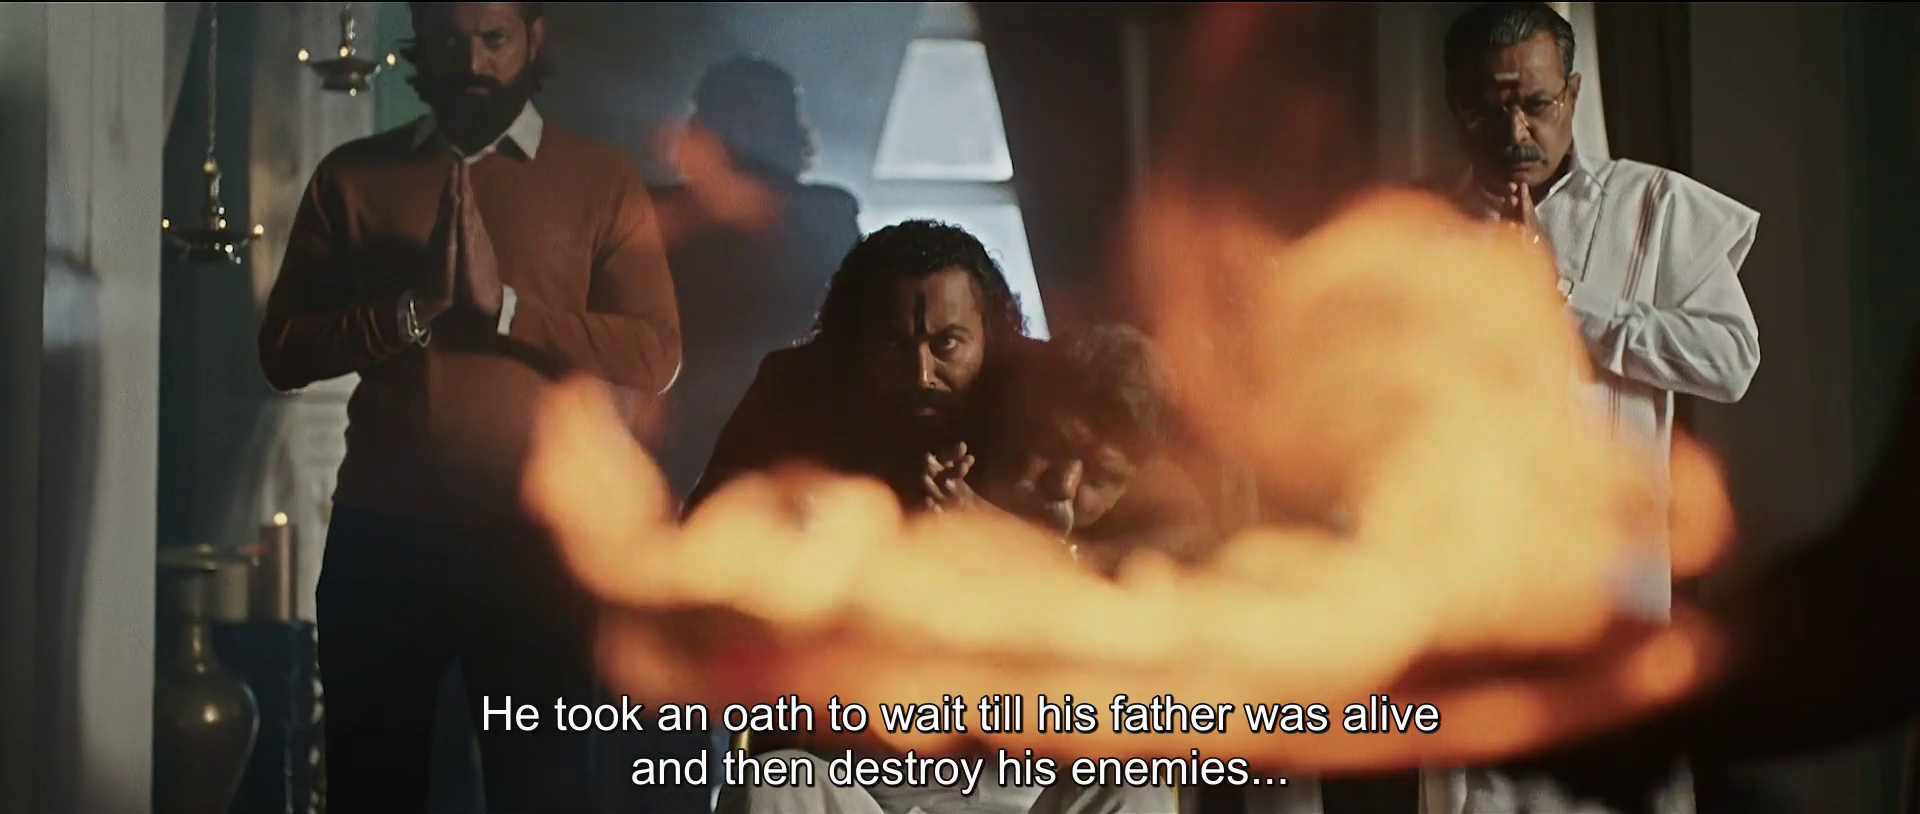 He took an oath to wait till his father was alive
and then destroy his enemies...